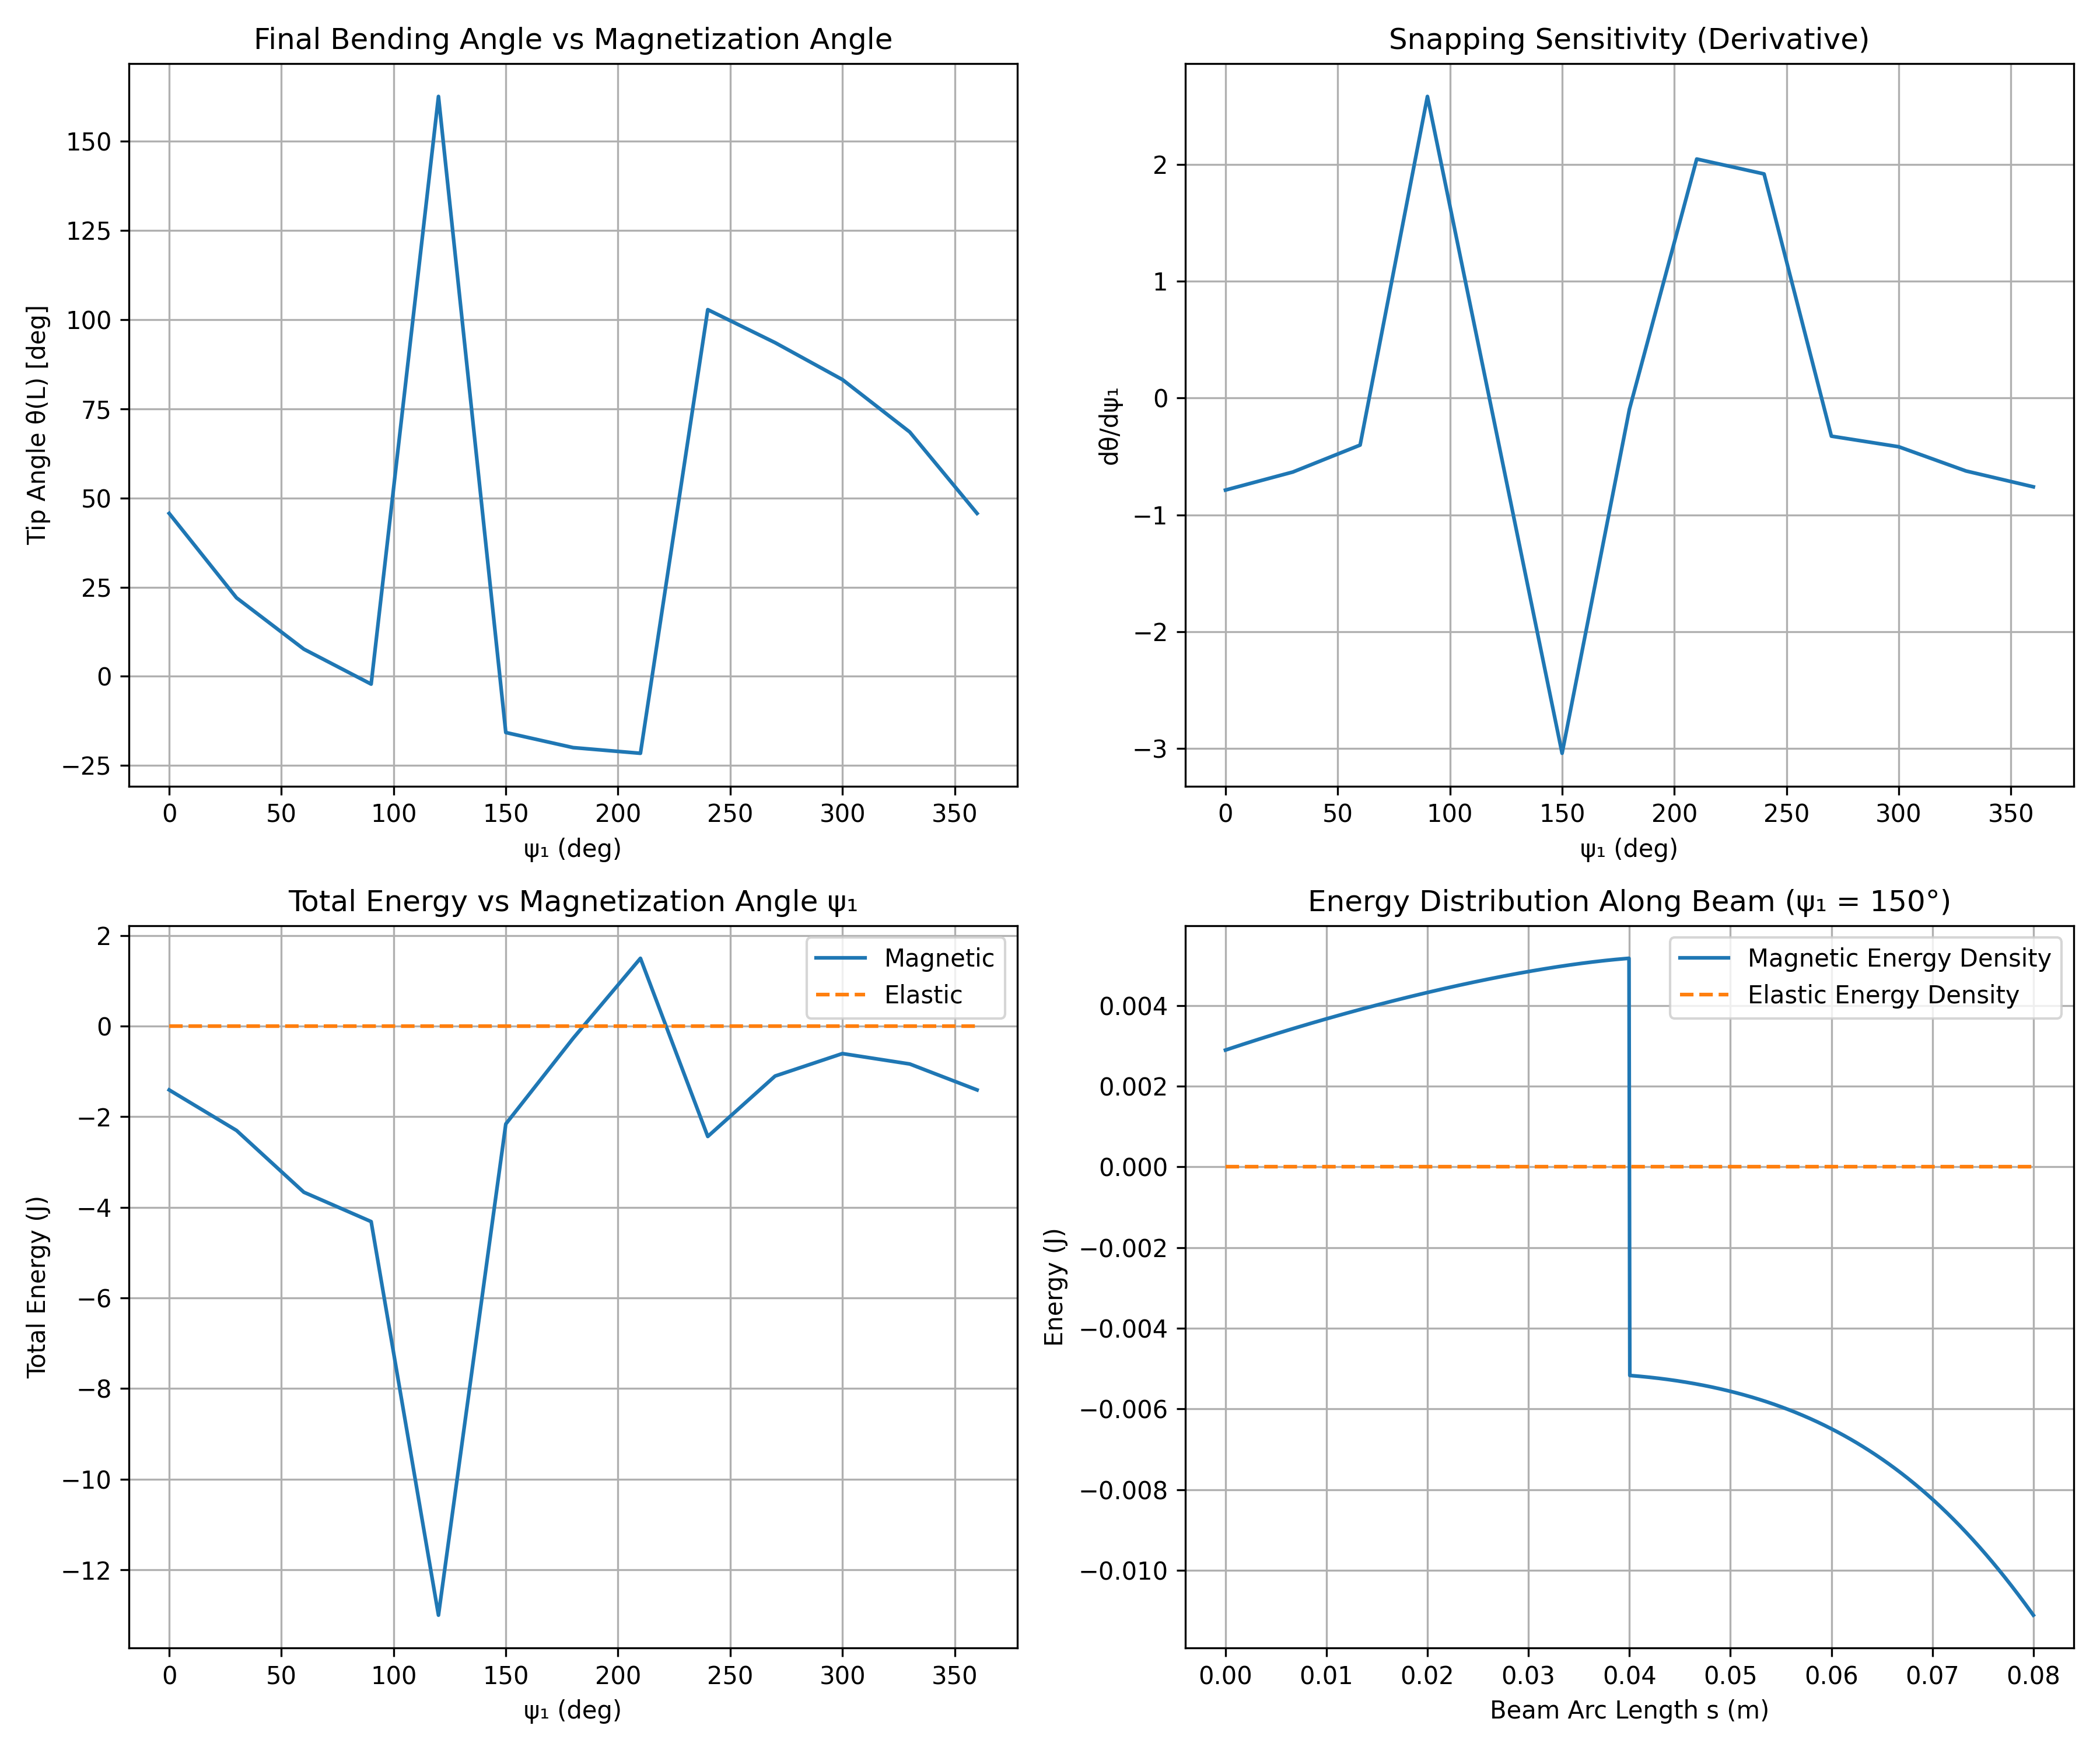 Final Bending Angle vs Magnetization Angle
Tip Angle θ(L) [deg]
150
125
100
75
50
25
0
−25
0 50 100 150 200 250 300 350
ψ₁ (deg)
Snapping Sensitivity (Derivative)
dθ/dψ₁
2
1
0
−1
−2
−3
0 50 100 150 200 250 300 350
ψ₁ (deg)
Total Energy vs Magnetization Angle ψ₁
Total Energy (J)
2
0
−2
−4
−6
−8
−10
−12
Magnetic
Elastic
0 50 100 150 200 250 300 350
ψ₁ (deg)
Energy Distribution Along Beam (ψ₁ = 150°)
Energy (J)
0.004
0.002
0.000
−0.002
−0.004
−0.006
−0.008
−0.010
Magnetic Energy Density
Elastic Energy Density
0.00 0.01 0.02 0.03 0.04 0.05 0.06 0.07 0.08
Beam Arc Length s (m)